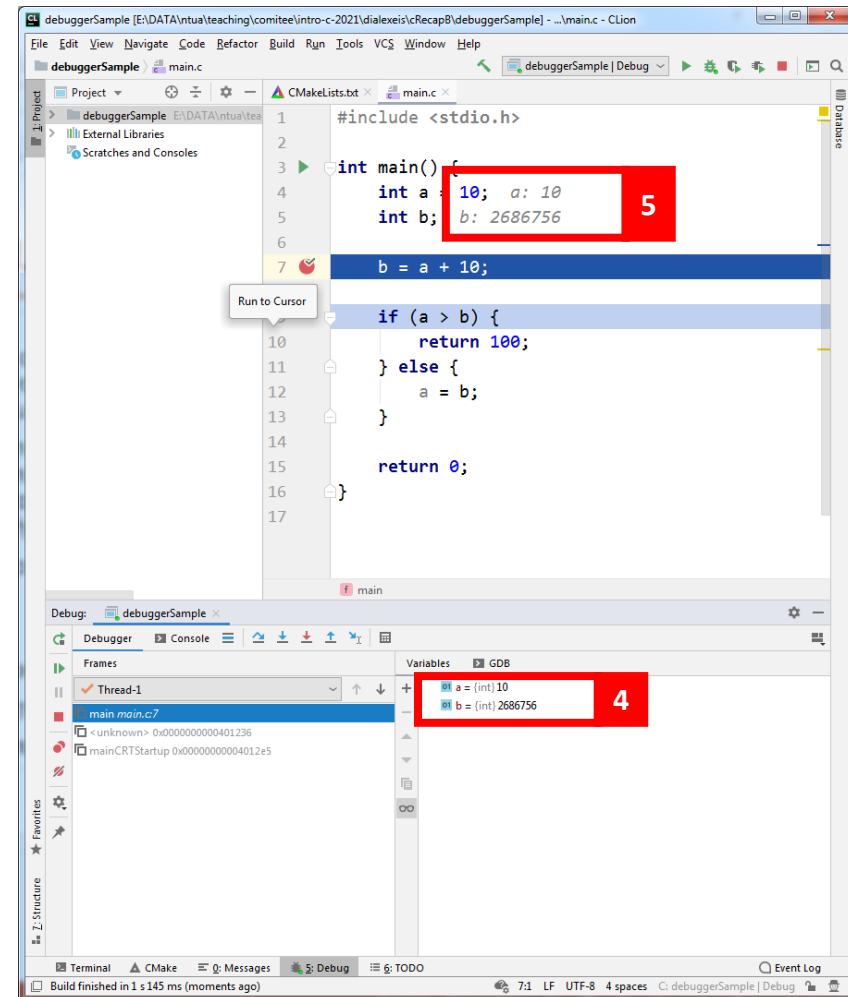 debuggerSample [E:\DATA\ntua\teaching\comitee\intro-c-2021\dialexeis\cRecapB\debuggerSample] - ...\main.c - CLion
File Edit View Navigate Code Refactor Build Run Tools VCS Window Help
debuggerSample main.c debuggerSample | Debug
1: Project
Project
CMakeLists.txt main.c
Database
debuggerSample E:\DATA\ntua\tea
External Libraries
Scratches and Consoles
1 #include <stdio.h>
2
3 int main() {
4 int a = 10; a: 10
5 int b; b: 2686756
5
6
7 b = a + 10;
Run to Cursor
if (a > b) {
10 return 100;
11 } else {
12 a = b;
13 }
14
15 return 0;
16 }
17
f main
Debug: debuggerSample
Debugger Console
Frames
Variables GDB
Thread-1
main main.c:7
<unknown> 0x0000000000401236
mainCRTStartup 0x00000000004012e5
01 a = {int} 10
01 b = {int} 2686756
4
Favorites
7: Structure
Terminal CMake 0: Messages 5: Debug 6: TODO Event Log
Build finished in 1 s 145 ms (moments ago) 7:1 LF UTF-8 4 spaces C: debuggerSample | Debug